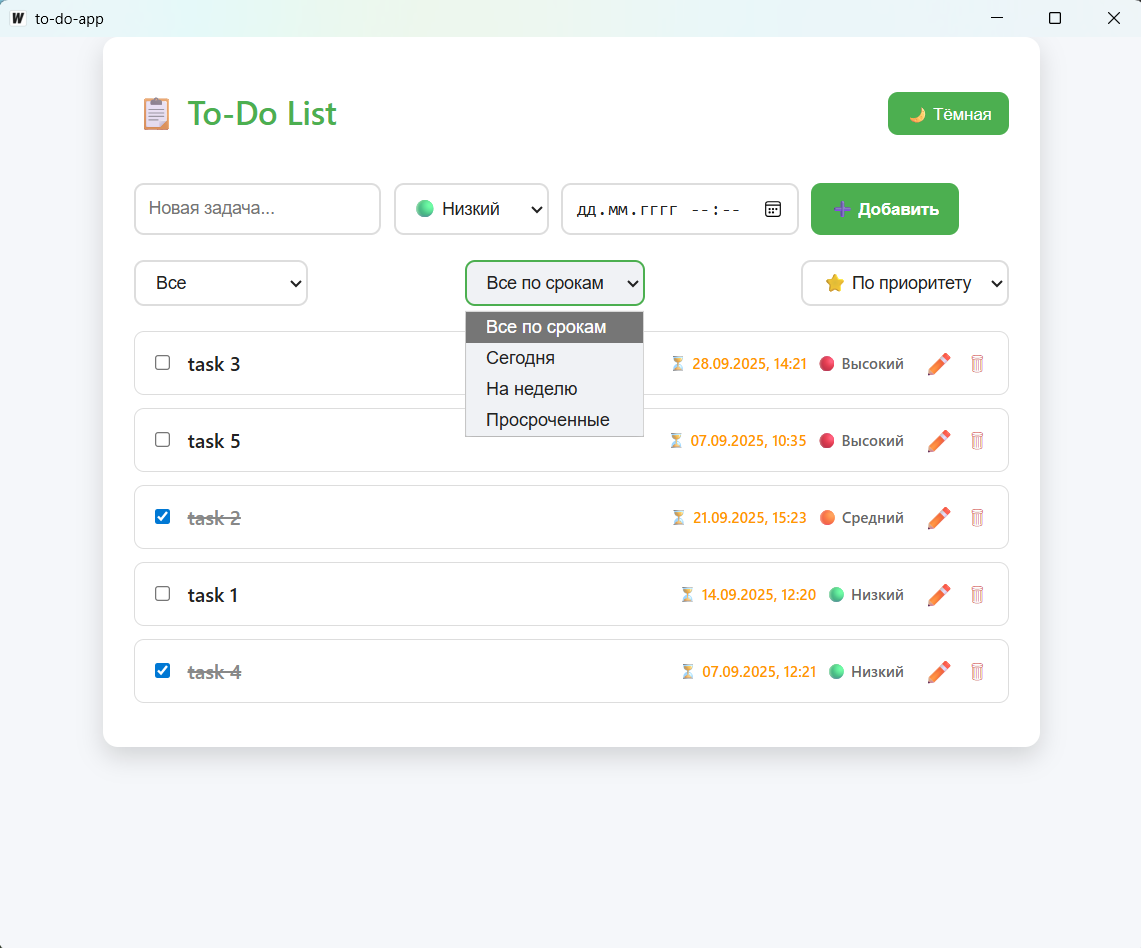 W to-do-app
📋 To-Do List
🌙 Тёмная
Новая задача...
Низкий
дд.мм.гггг --:--
➕ Добавить
Все
Все по срокам
⭐ По приоритету
Все по срокам
Сегодня
На неделю
Просроченные
task 3
⏳ 28.09.2025, 14:21
Высокий
task 5
⏳ 07.09.2025, 10:35
Высокий
task 2
⏳ 21.09.2025, 15:23
Средний
task 1
⏳ 14.09.2025, 12:20
Низкий
task 4
⏳ 07.09.2025, 12:21
Низкий